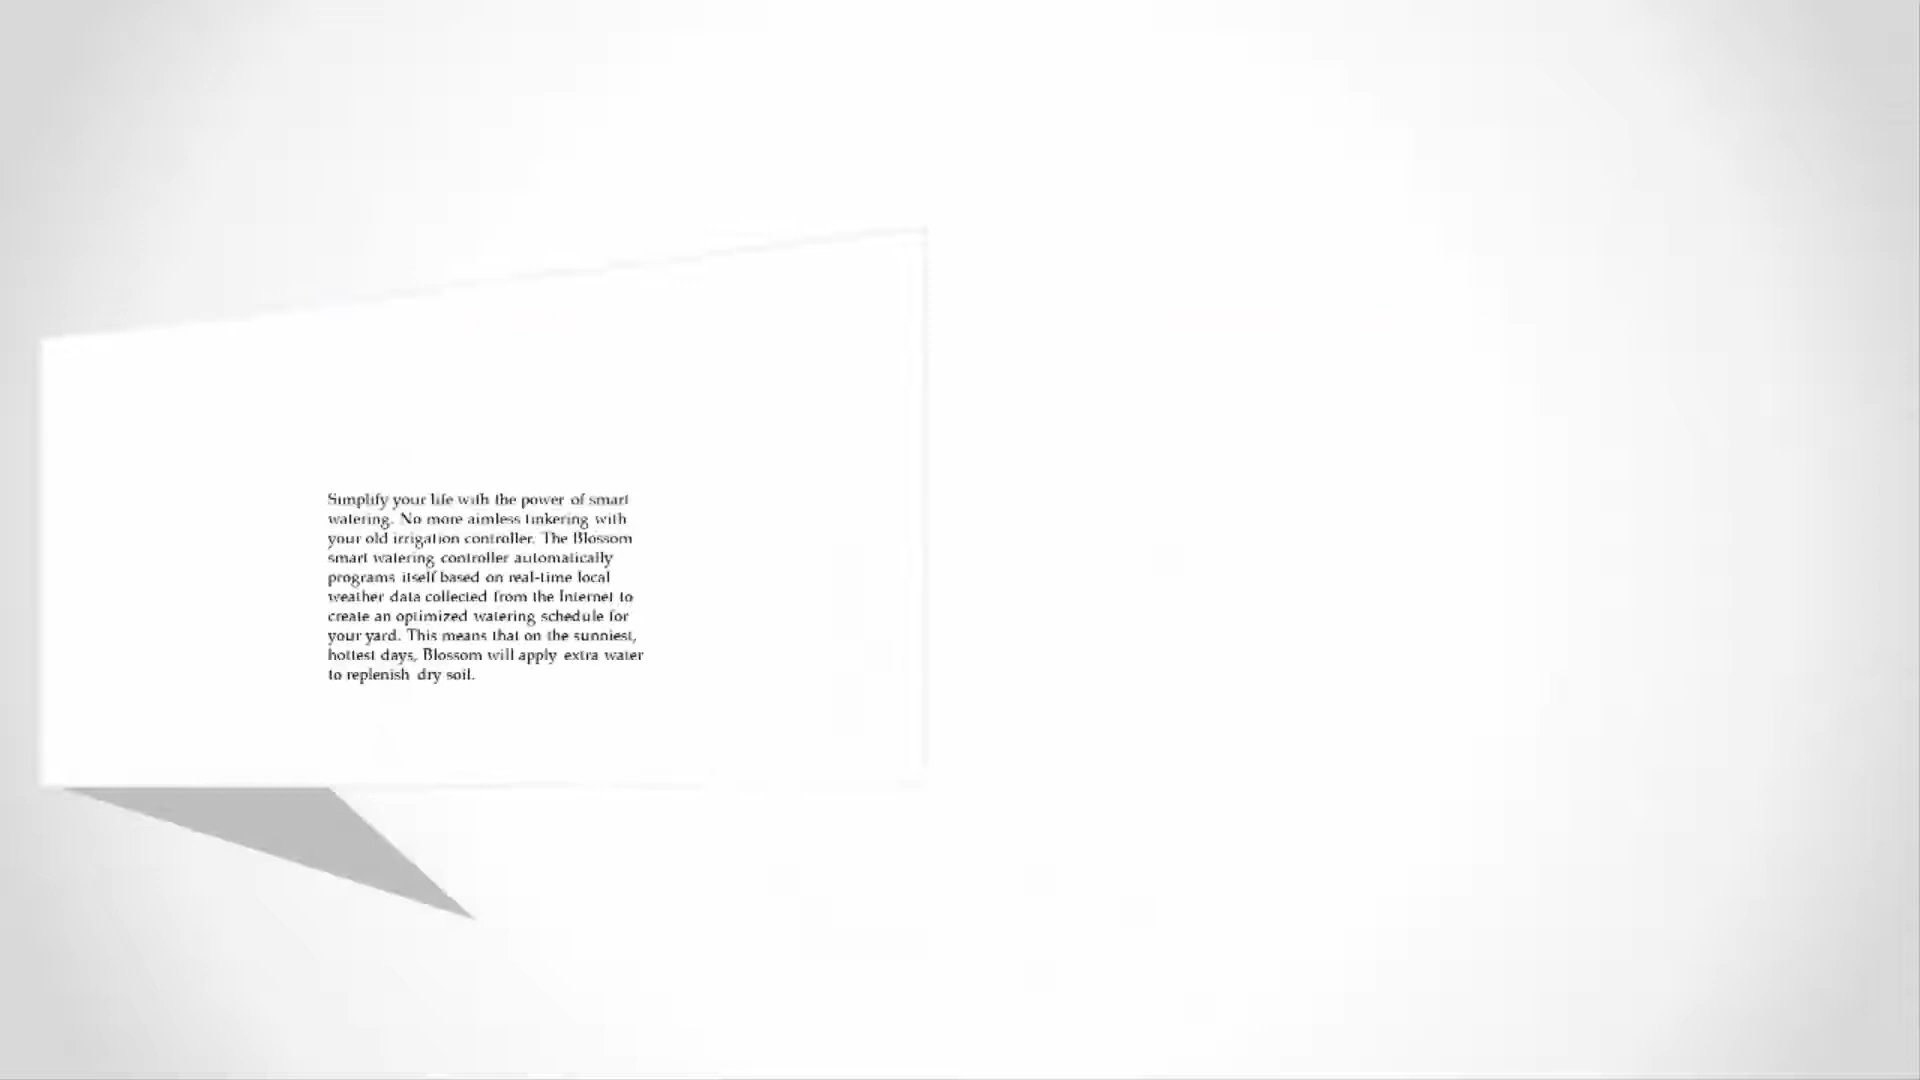 Simplify your life with the power of smart
watering. No more aimless tinkering with
your old irrigation controller. The Blossom
smart watering controller automatically
programs itself based on real-time local
weather data collected from the Internet to
create an optimized watering schedule for
your yard. This means that on the sunniest,
hottest days, Blossom will apply extra water
to replenish dry soil.